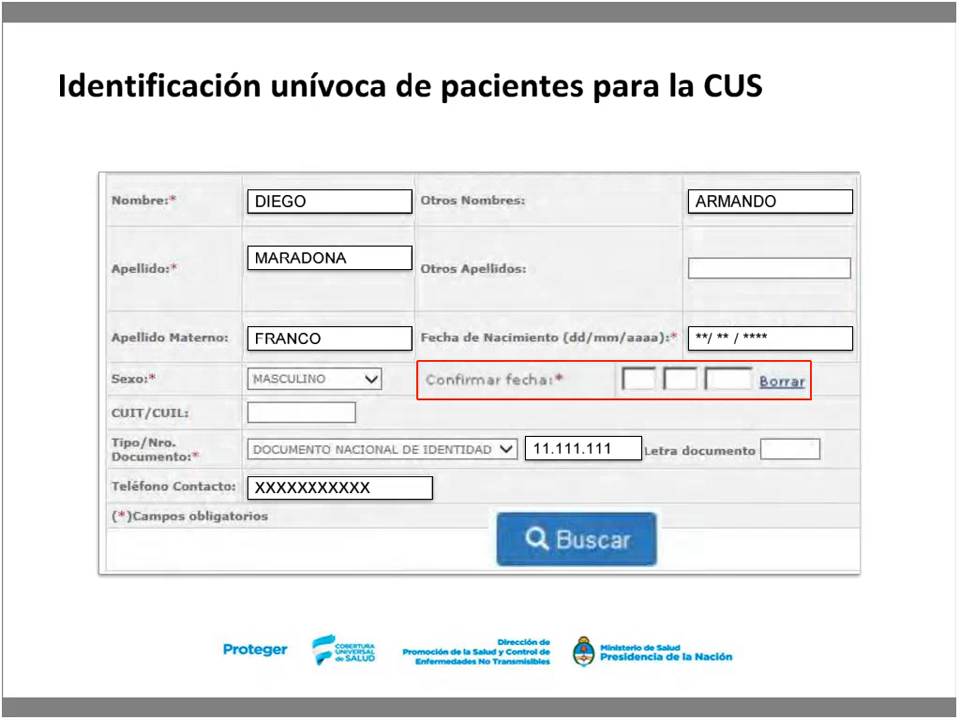 Identificación unívoca de pacientes para la CUS
Nombre:* DIEGO Otros Nombres: ARMANDO
Apellido:* MARADONA Otros Apellidos:
Apellido Materno: FRANCO Fecha de Nacimiento (dd/mm/aaaa):* **/ ** / ****
Sexo:* MASCULINO Confirmar fecha:* Borrar
CUIT/CUIL:
Tipo/Nro.
Documento:* DOCUMENTO NACIONAL DE IDENTIDAD 11.111.111 Letra documento
Teléfono Contacto: XXXXXXXXXXX
(*)Campos obligatorios
Buscar
Proteger
COBERTURA
UNIVERSAL
de SALUD
Dirección de
Promoción de la Salud y Control de
Enfermedades No Transmisibles
Ministerio de Salud
Presidencia de la Nación